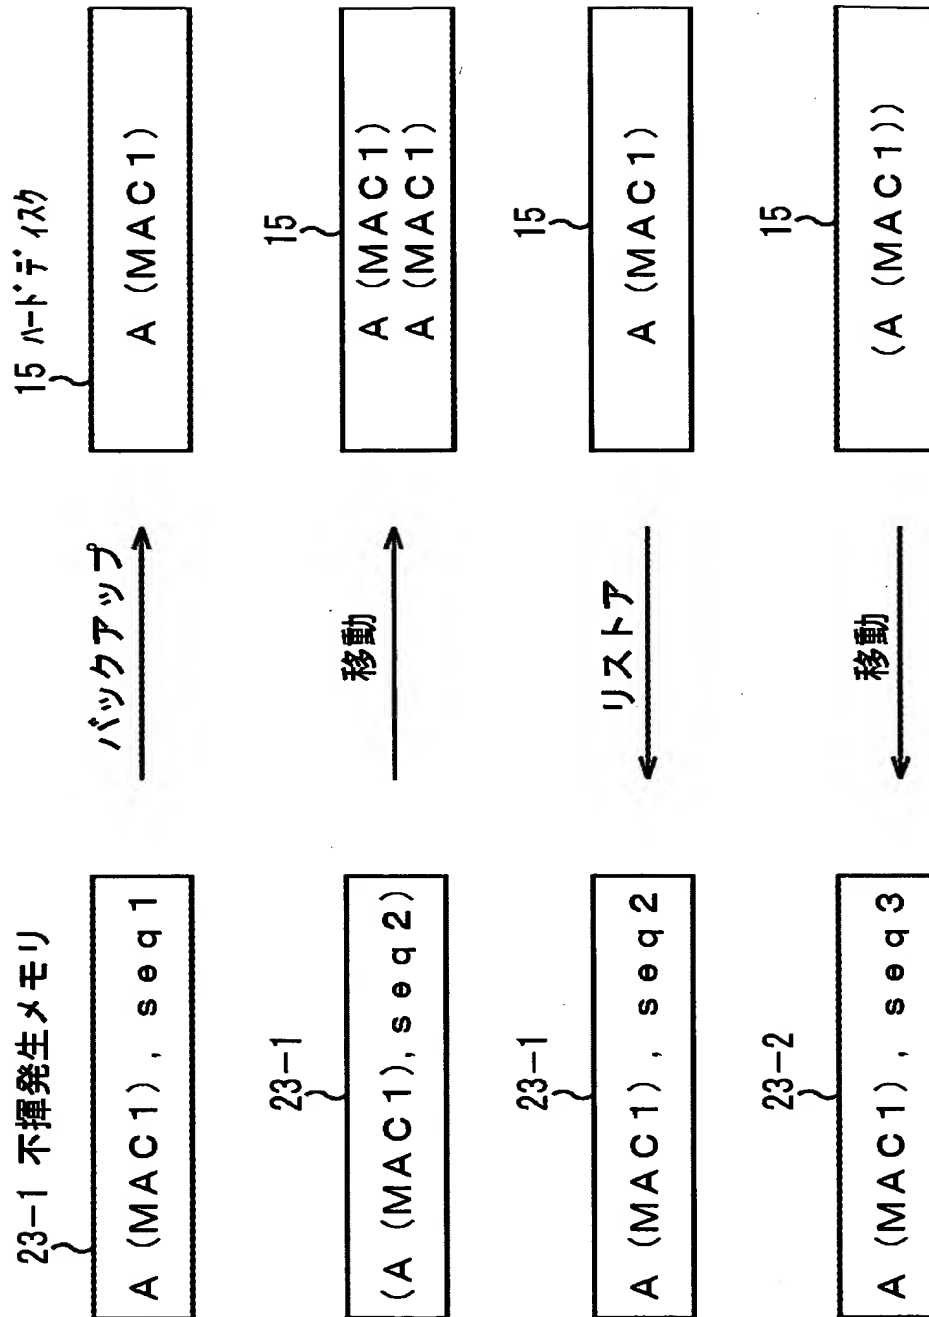 23-1 不揮発生メモリ
A (MAC1), seq1
バックアップ
15 ハードディスク
A (MAC1)
23-1
(A (MAC1), seq2)
移動
15
A (MAC1)
A (MAC1)
23-1
A (MAC1), seq2
リストア
15
A (MAC1)
23-2
A (MAC1), seq3
移動
15
(A (MAC1))